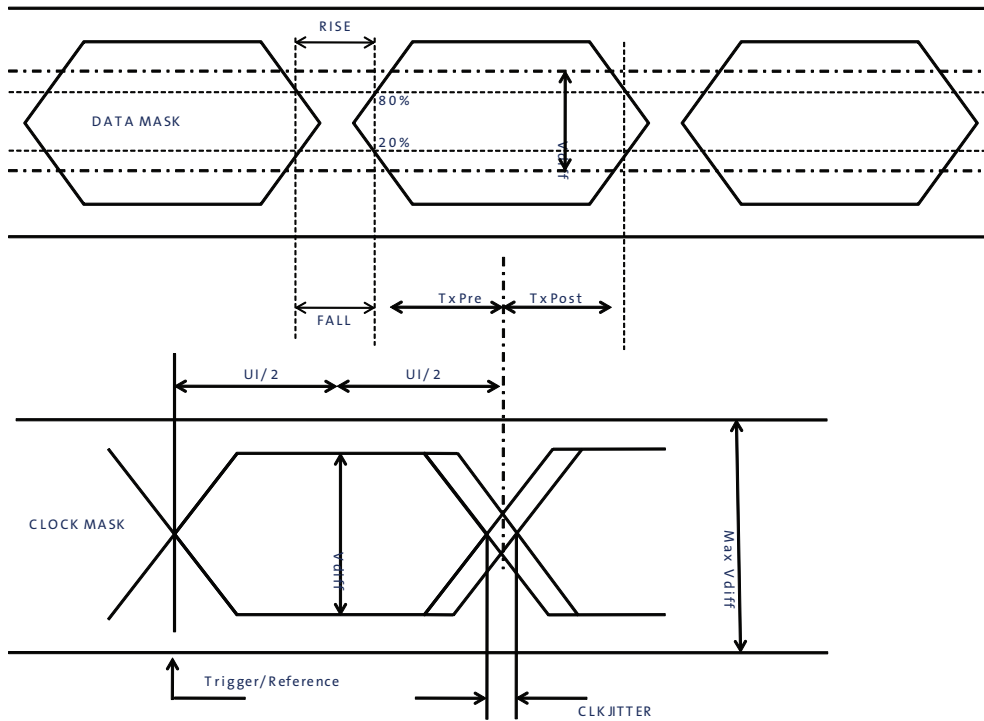 RISE
80%
DATA MASK
20%
Vdiff
TxPre
TxPost
FALL
UI/2
UI/2
CLOCK MASK
Vdiff
Max Vdiff
Trigger/Reference
CLKJITTER